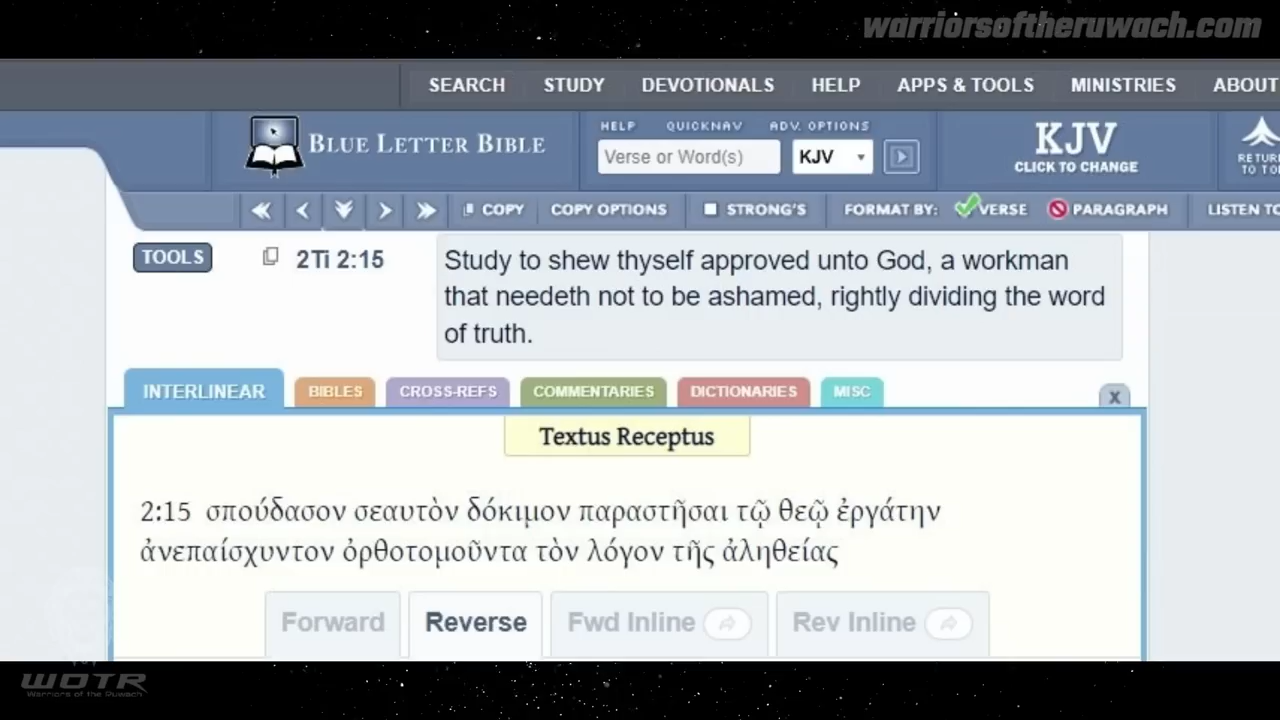 warriorsoftheruwach.com
SEARCH STUDY DEVOTIONALS HELP APPS & TOOLS MINISTRIES ABOUT
HELP QUICKNAV ADV. OPTIONS
BLUE LETTER BIBLE Verse or Word(s) KJV KJV
CLICK TO CHANGE
RETUR
TO TO
COPY COPY OPTIONS STRONG'S FORMAT BY: VERSE PARAGRAPH LISTEN TO
TOOLS 2Ti 2:15 Study to shew thyself approved unto God, a workman
that needeth not to be ashamed, rightly dividing the word
of truth.
INTERLINEAR BIBLES CROSS-REFS COMMENTARIES DICTIONARIES MISC X
Textus Receptus
2:15 σπούδασον σεαυτὸν δόκιμον παραστῆσαι τῷ θεῷ ἐργάτην
ἀνεπαίσχυντον ὀρθοτομοῦντα τὸν λόγον τῆς ἀληθείας
Forward Reverse Fwd Inline Rev Inline
WOTR
Warriors of the Ruwach